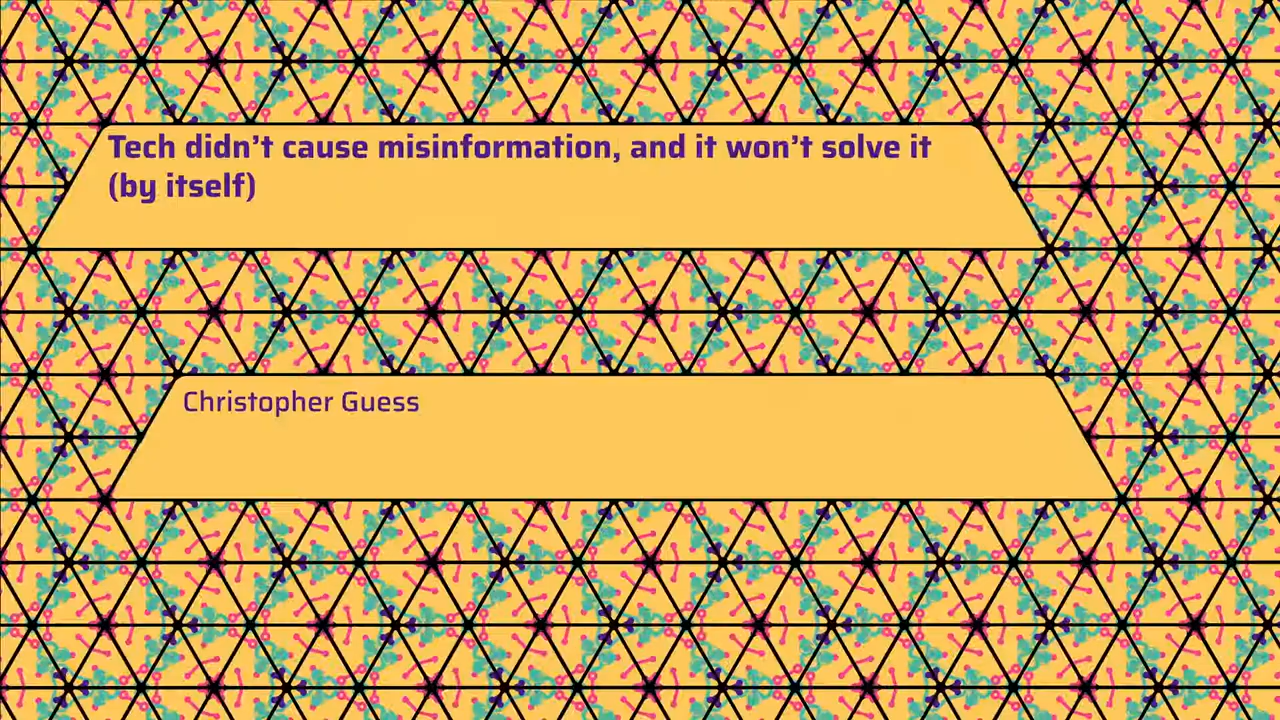 Tech didn’t cause misinformation, and it won’t solve it
(by itself)
Christopher Guess